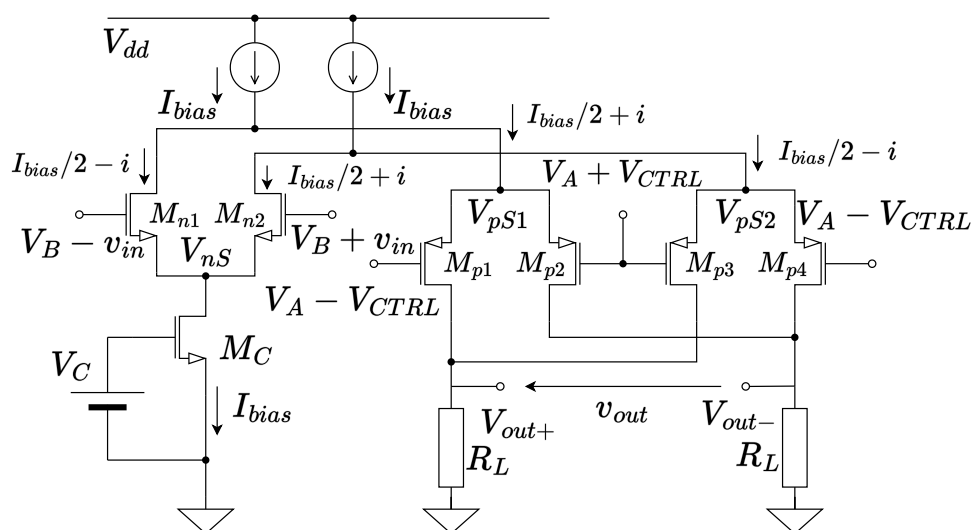 V_{dd}
I_{bias}
I_{bias}
I_{bias}/2 + i
I_{bias}/2 − i
I_{bias}/2 + i
I_{bias}/2 − i
V_A + V_{CTRL}
M_{n1}
M_{n2}
V_{pS1}
V_{pS2}
V_A − V_{CTRL}
V_B − v_{in}
V_{nS}
V_B + v_{in}
M_{p1}
M_{p2}
M_{p3}
M_{p4}
V_A − V_{CTRL}
V_C
M_C
I_{bias}
V_{out+}
v_{out}
V_{out−}
R_L
R_L